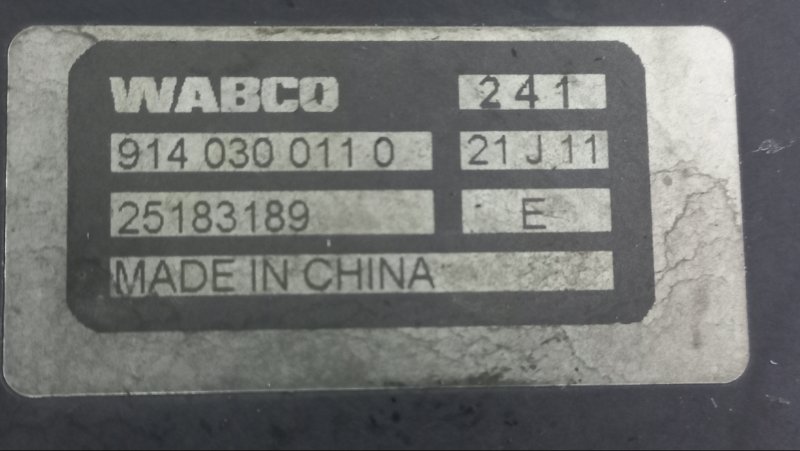 WABCO 241
914 030 011 0 21 J 11
25183189 E
MADE IN CHINA